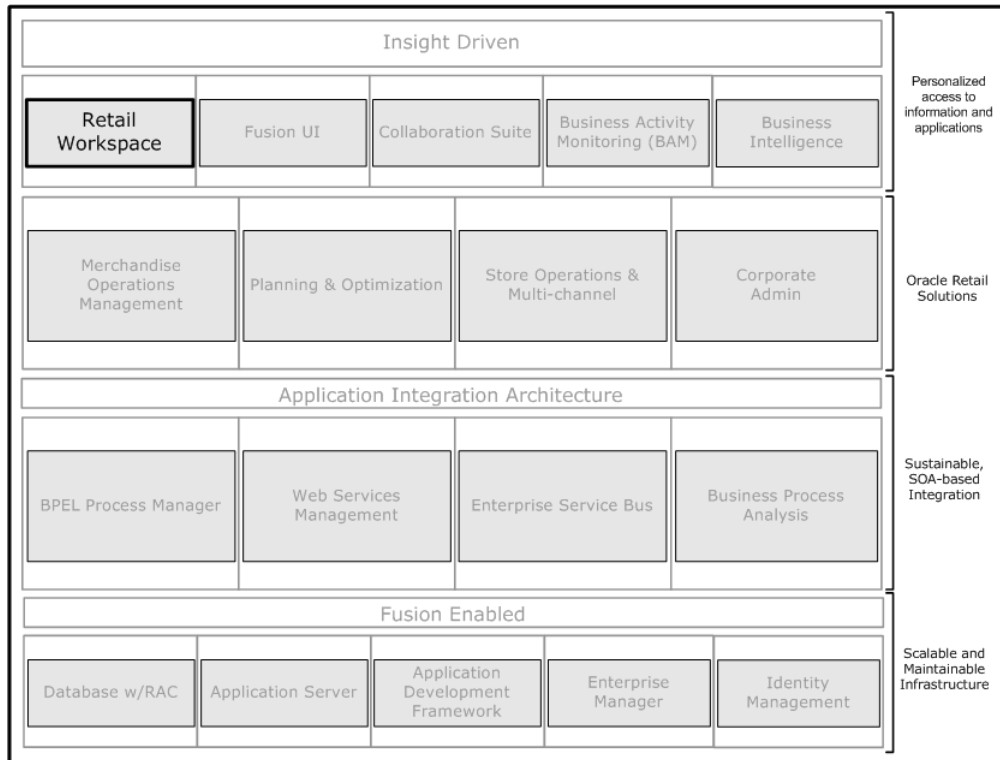 Insight Driven
Retail
Workspace
Fusion UI
Collaboration Suite
Business Activity
Monitoring (BAM)
Business
Intelligence
Personalized
access to
information and
applications
Merchandise
Operations
Management
Planning & Optimization
Store Operations &
Multi-channel
Corporate
Admin
Oracle Retail
Solutions
Application Integration Architecture
BPEL Process Manager
Web Services
Management
Enterprise Service Bus
Business Process
Analysis
Sustainable,
SOA-based
Integration
Fusion Enabled
Database w/RAC
Application Server
Application
Development
Framework
Enterprise
Manager
Identity
Management
Scalable and
Maintainable
Infrastructure